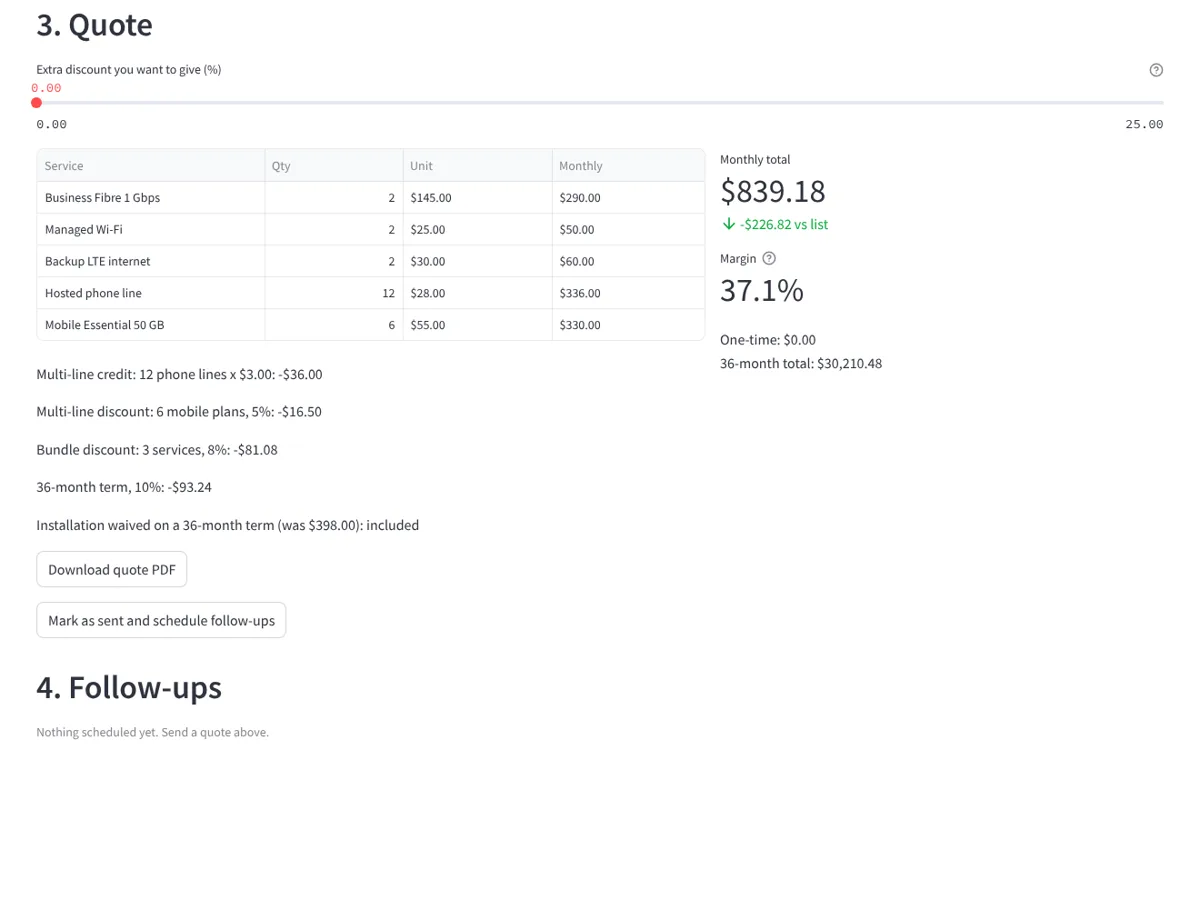 3. Quote
Extra discount you want to give (%)
0.00
0.00 25.00
Service Qty Unit Monthly
Business Fibre 1 Gbps 2 $145.00 $290.00
Managed Wi-Fi 2 $25.00 $50.00
Backup LTE internet 2 $30.00 $60.00
Hosted phone line 12 $28.00 $336.00
Mobile Essential 50 GB 6 $55.00 $330.00
Monthly total
$839.18
-$226.82 vs list
Margin
37.1%
One-time: $0.00
36-month total: $30,210.48
Multi-line credit: 12 phone lines x $3.00: -$36.00
Multi-line discount: 6 mobile plans, 5%: -$16.50
Bundle discount: 3 services, 8%: -$81.08
36-month term, 10%: -$93.24
Installation waived on a 36-month term (was $398.00): included
Download quote PDF
Mark as sent and schedule follow-ups
4. Follow-ups
Nothing scheduled yet. Send a quote above.